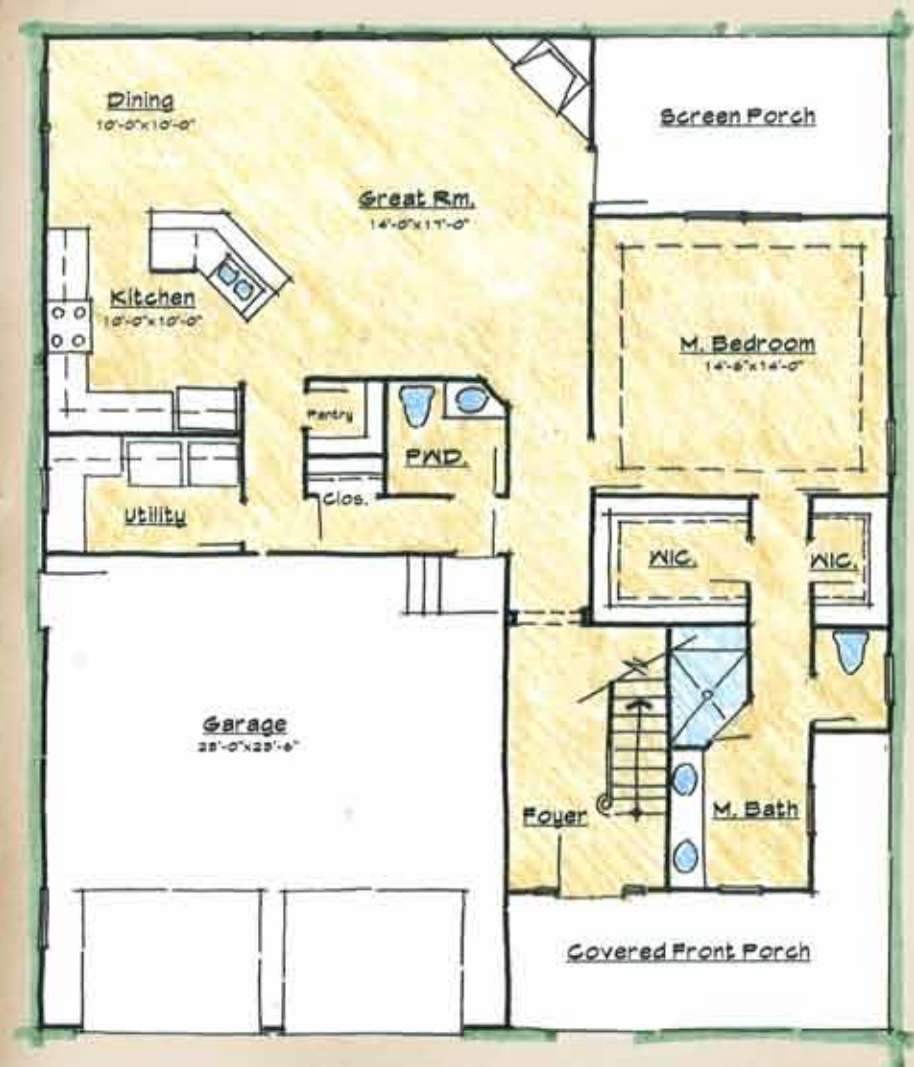 Dining
10'-0"x10'-0"
Screen Porch
Great Rm.
14'-0"x17'-0"
Kitchen
10'-0"x10'-0"
M. Bedroom
14'-6"x14'-0"
Pantry
PWD.
Clos.
Utility
WIC.
WIC.
Garage
Foyer
M. Bath
Covered Front Porch